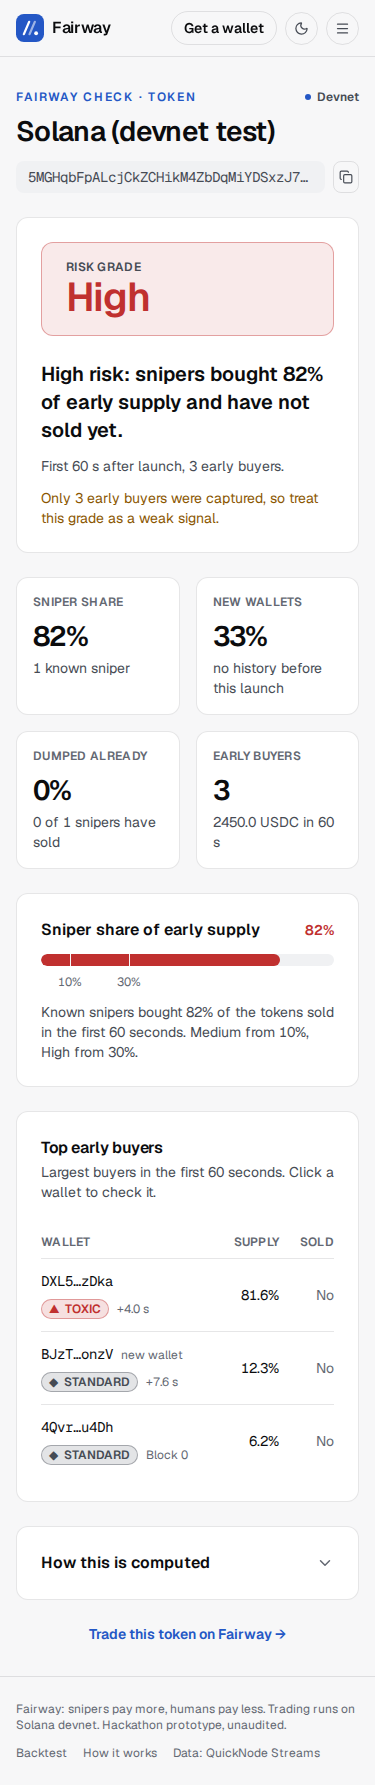 Fairway
Get a wallet
FAIRWAY CHECK · TOKEN
Devnet
Solana (devnet test)
5MGHqbFpALcjCkZCHikM4ZbDqMiYDSxzJ7…
RISK GRADE
High
High risk: snipers bought 82%
of early supply and have not
sold yet.
First 60 s after launch, 3 early buyers.
Only 3 early buyers were captured, so treat
this grade as a weak signal.
SNIPER SHARE
82%
1 known sniper
NEW WALLETS
33%
no history before
this launch
DUMPED ALREADY
0%
0 of 1 snipers have
sold
EARLY BUYERS
3
2450.0 USDC in 60
s
Sniper share of early supply 82%
10% 30%
Known snipers bought 82% of the tokens sold
in the first 60 seconds. Medium from 10%,
High from 30%.
Top early buyers
Largest buyers in the first 60 seconds. Click a
wallet to check it.
WALLET SUPPLY SOLD
DXL5…zDka
▲ TOXIC +4.0 s 81.6% No
BJzT…onzV new wallet
◆ STANDARD +7.6 s 12.3% No
4Qvr…u4Dh
◆ STANDARD Block 0 6.2% No
How this is computed
Trade this token on Fairway →
Fairway: snipers pay more, humans pay less. Trading runs on
Solana devnet. Hackathon prototype, unaudited.
Backtest How it works Data: QuickNode Streams